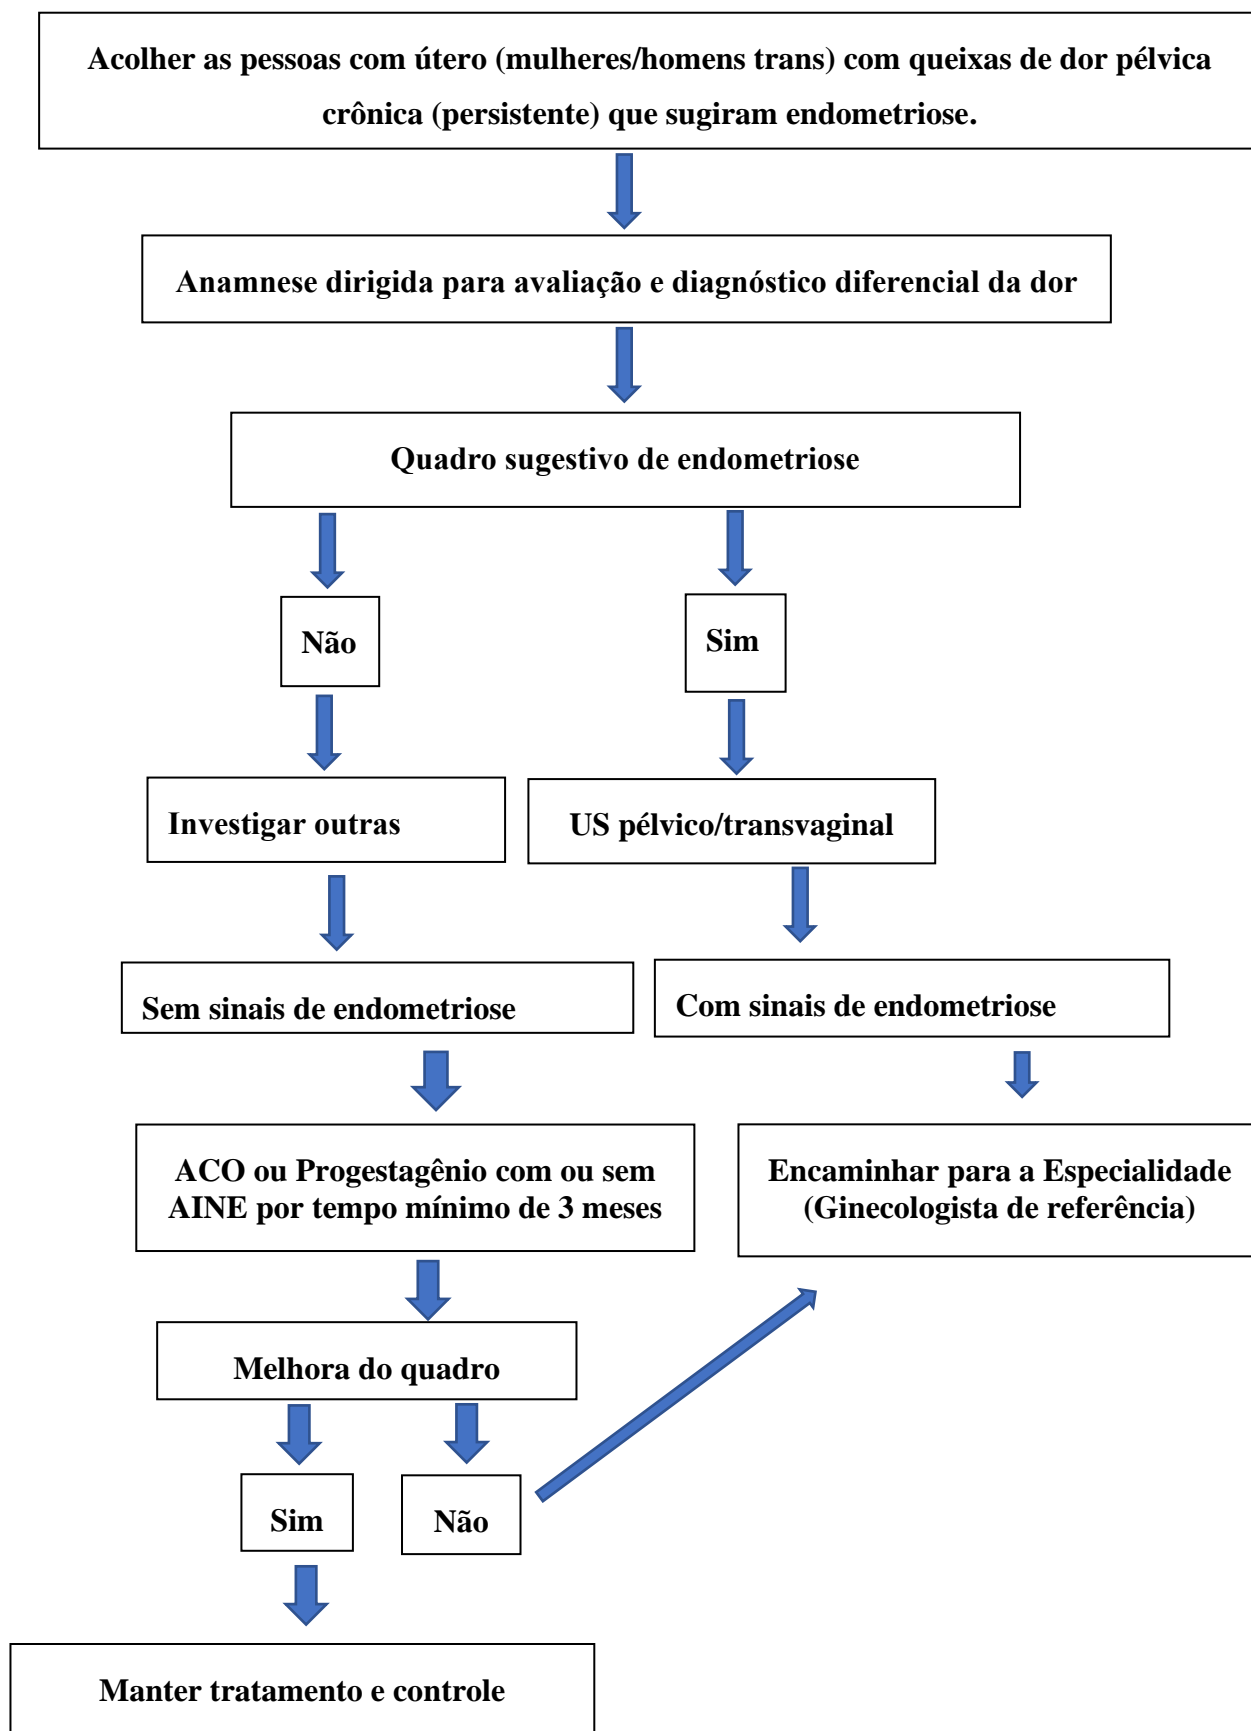 Acolher as pessoas com útero (mulheres/homens trans) com queixas de dor pélvica
crônica (persistente) que sugiram endometriose.
Anamnese dirigida para avaliação e diagnóstico diferencial da dor
Quadro sugestivo de endometriose
Não
Sim
Investigar outras
US pélvico/transvaginal
Sem sinais de endometriose
Com sinais de endometriose
ACO ou Progestagênio com ou sem
AINE por tempo mínimo de 3 meses
Encaminhar para a Especialidade
(Ginecologista de referência)
Melhora do quadro
Sim
Não
Manter tratamento e controle